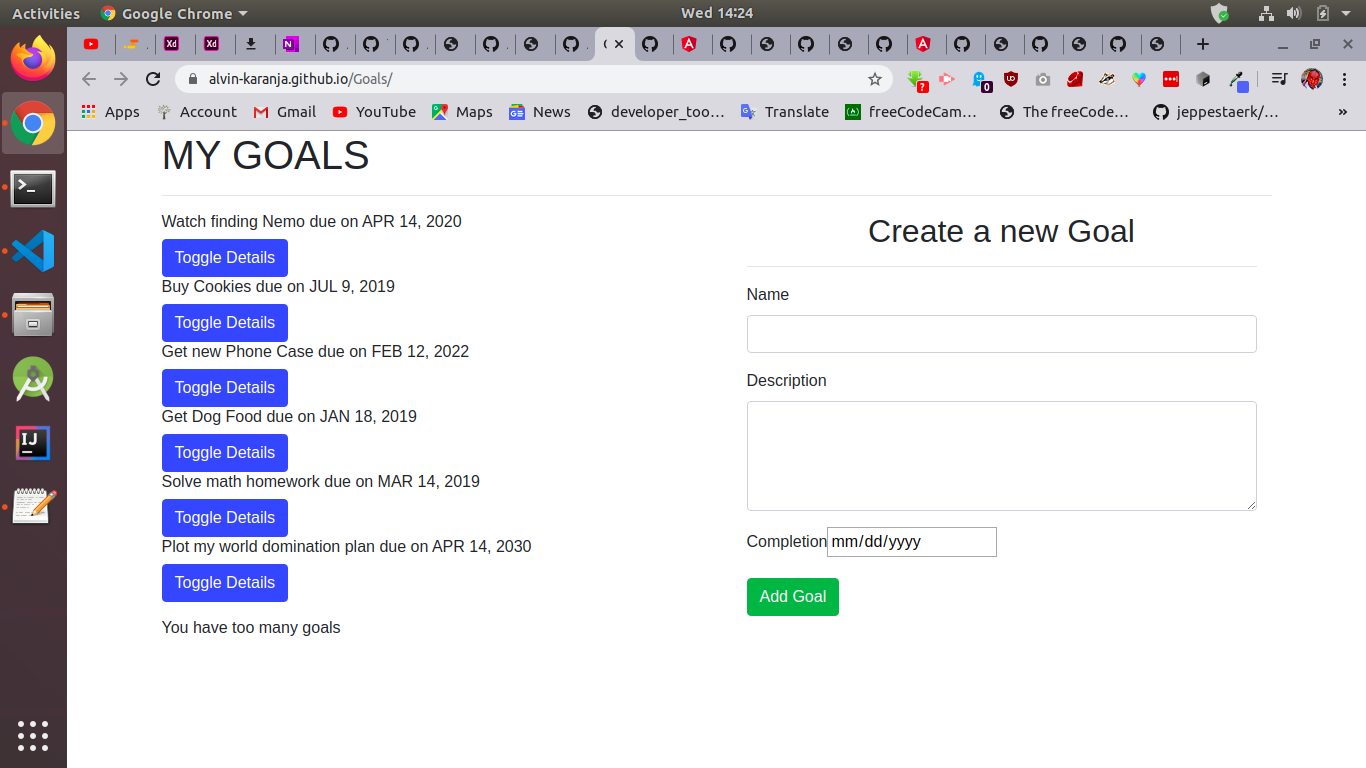 Activities
Google Chrome
Wed 14:24
Xd
Xd
N
(
alvin-karanja.github.io/Goals/
?
0
Apps
Account
Gmail
YouTube
Maps
News
developer_too…
Translate
freeCodeCam…
The freeCode…
jeppestaerk/…
»
MY GOALS
Watch finding Nemo due on APR 14, 2020
Toggle Details
Buy Cookies due on JUL 9, 2019
Toggle Details
Get new Phone Case due on FEB 12, 2022
Toggle Details
Get Dog Food due on JAN 18, 2019
Toggle Details
Solve math homework due on MAR 14, 2019
Toggle Details
Plot my world domination plan due on APR 14, 2030
Toggle Details
You have too many goals
Create a new Goal
Name
Description
Completion mm/dd/yyyy
Add Goal
IJ